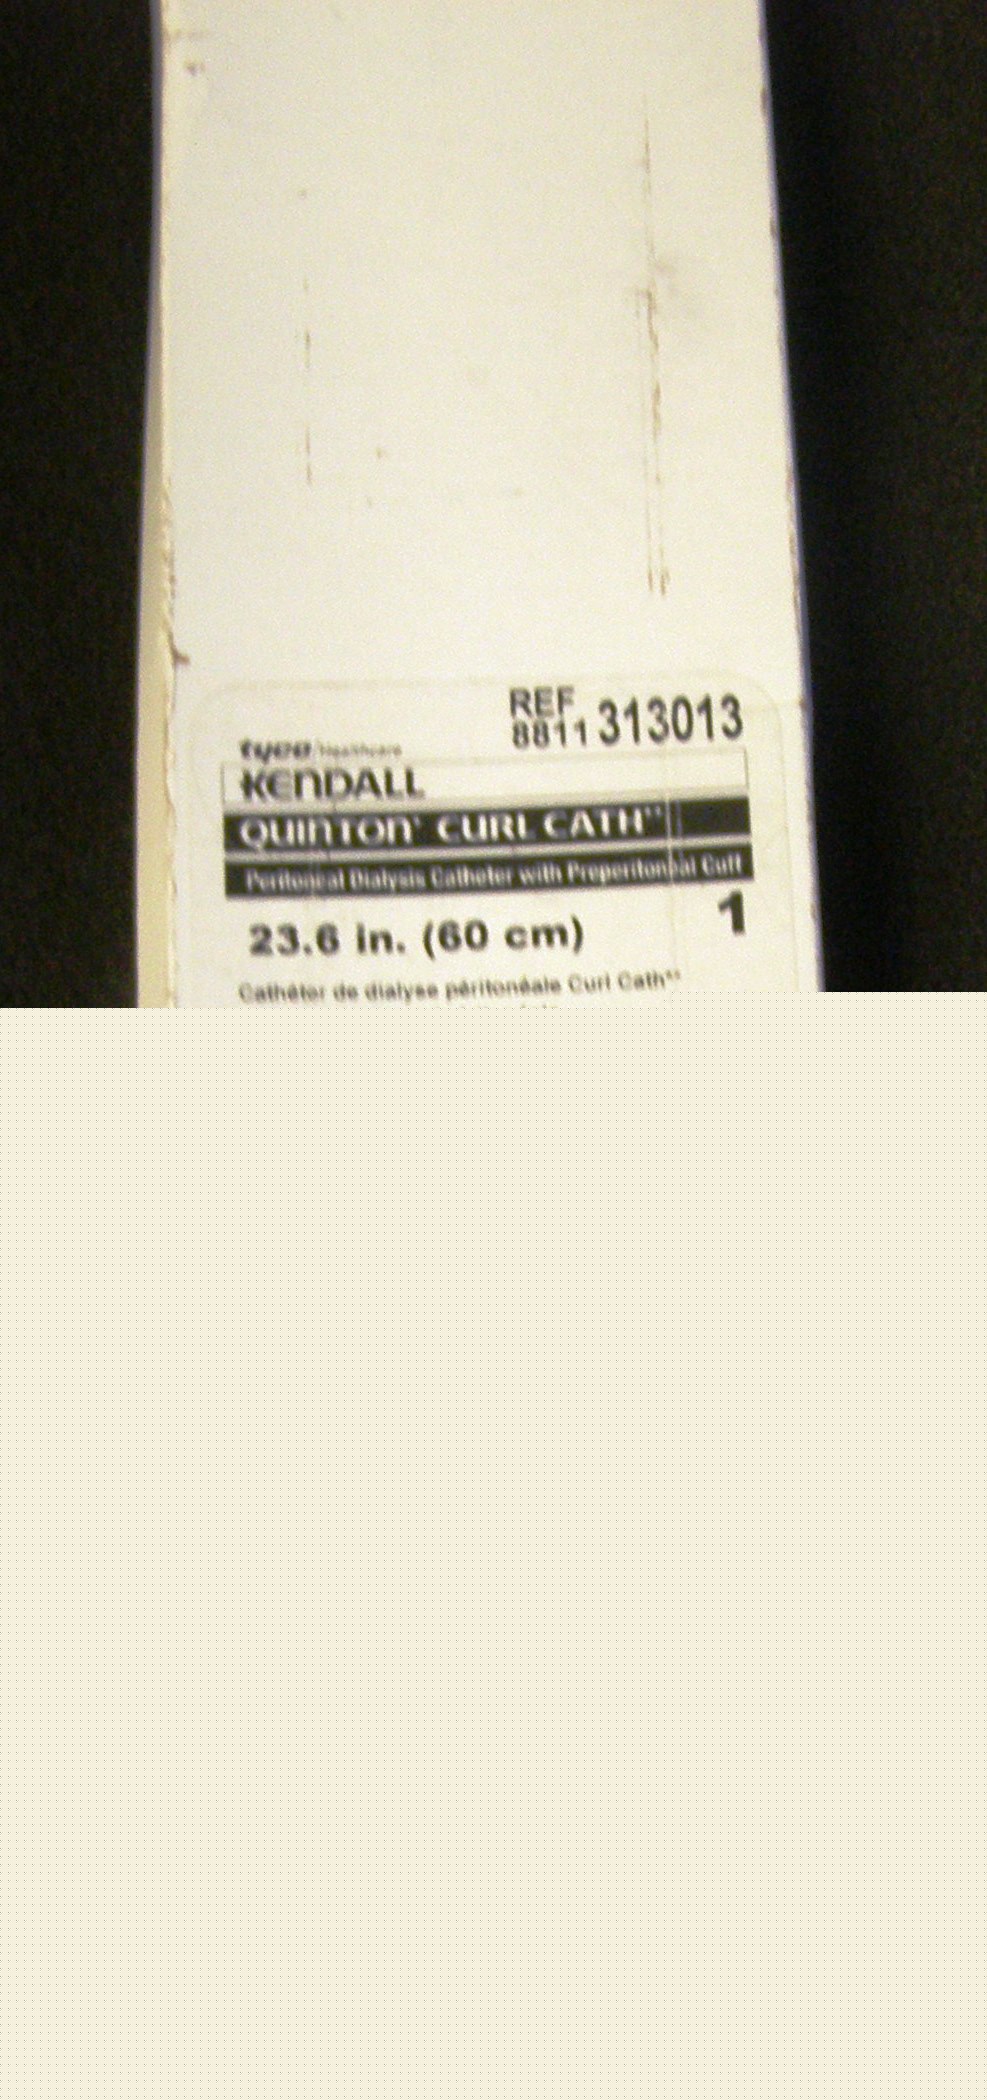 REF
8811 313013
tyco / Healthcare
KENDALL
QUINTON* CURL CATH**
Peritoneal Dialysis Catheter with Preperitoneal Cuff
23.6 in. (60 cm)
1
Cathéter de dialyse péritonéale Curl Cath**